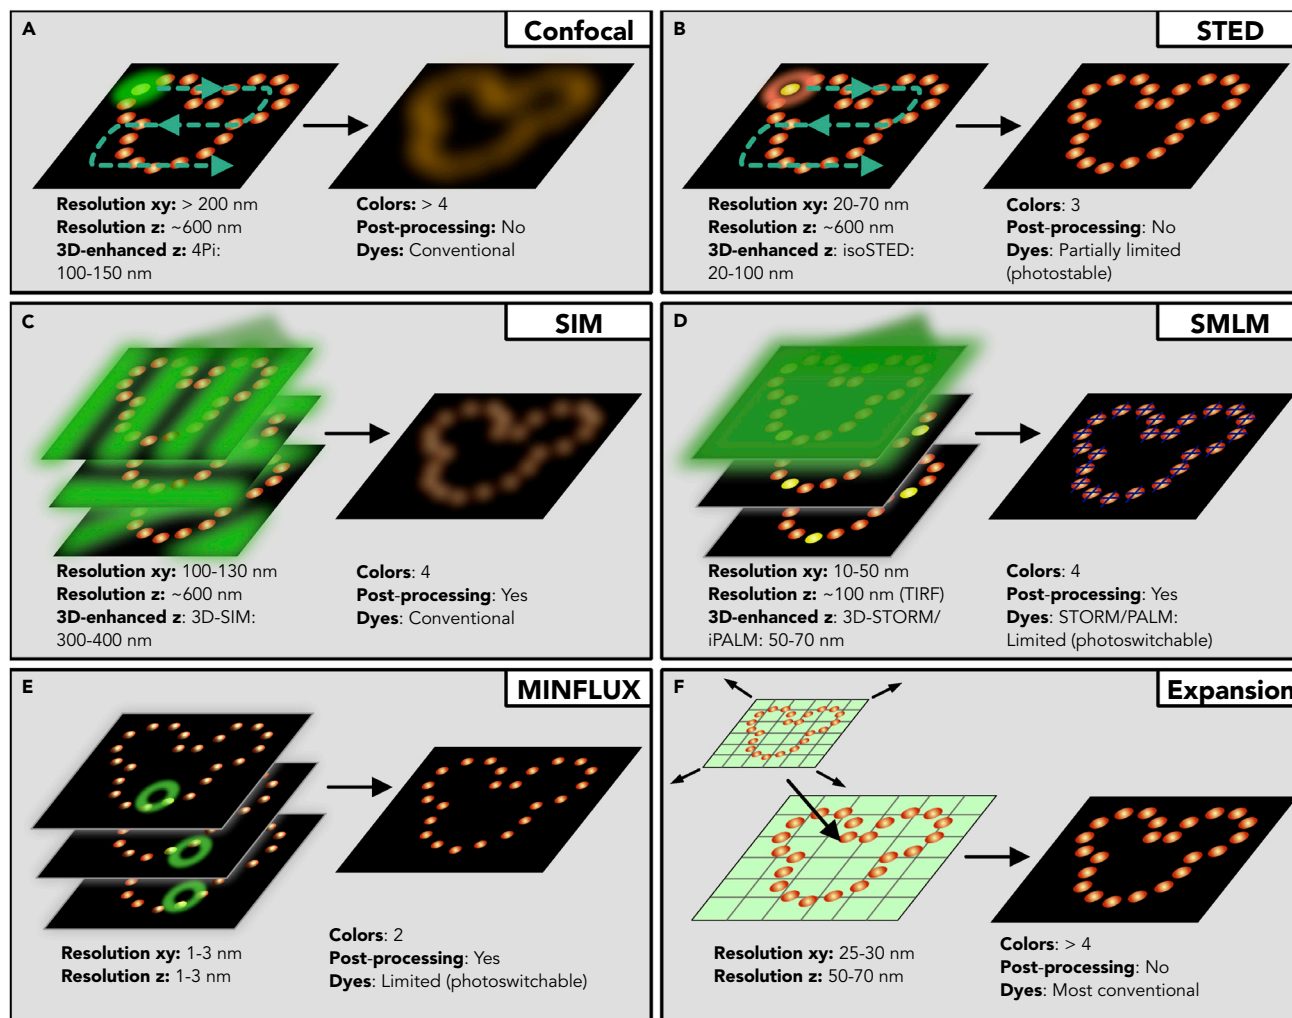 A
Confocal
Resolution xy: > 200 nm
Resolution z: ~600 nm
3D-enhanced z: 4Pi:
100-150 nm
Colors: > 4
Post-processing: No
Dyes: Conventional
B
STED
Resolution xy: 20-70 nm
Resolution z: ~600 nm
3D-enhanced z: isoSTED:
20-100 nm
Colors: 3
Post-processing: No
Dyes: Partially limited
(photostable)
C
SIM
Resolution xy: 100-130 nm
Resolution z: ~600 nm
3D-enhanced z: 3D-SIM:
300-400 nm
Colors: 4
Post-processing: Yes
Dyes: Conventional
D
SMLM
Resolution xy: 10-50 nm
Resolution z: ~100 nm (TIRF)
3D-enhanced z: 3D-STORM/
iPALM: 50-70 nm
Colors: 4
Post-processing: Yes
Dyes: STORM/PALM:
Limited (photoswitchable)
E
MINFLUX
Resolution xy: 1-3 nm
Resolution z: 1-3 nm
Colors: 2
Post-processing: Yes
Dyes: Limited (photoswitchable)
F
Expansion
Resolution xy: 25-30 nm
Resolution z: 50-70 nm
Colors: > 4
Post-processing: No
Dyes: Most conventional